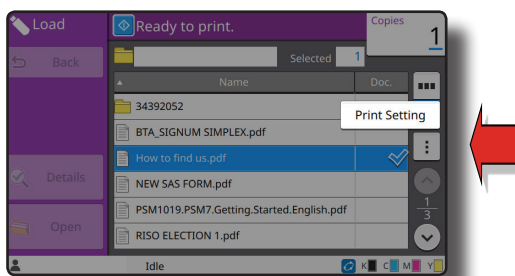 Load
Ready to print.
Copies
1
Back
Selected
1
Name
Doc.
34392052
Print Setting
BTA_SIGNUM SIMPLEX.pdf
How to find us.pdf
Details
NEW SAS FORM.pdf
PSM1019.PSM7.Getting.Started.English.pdf
1
3
Open
RISO ELECTION 1.pdf
Idle
K C M Y